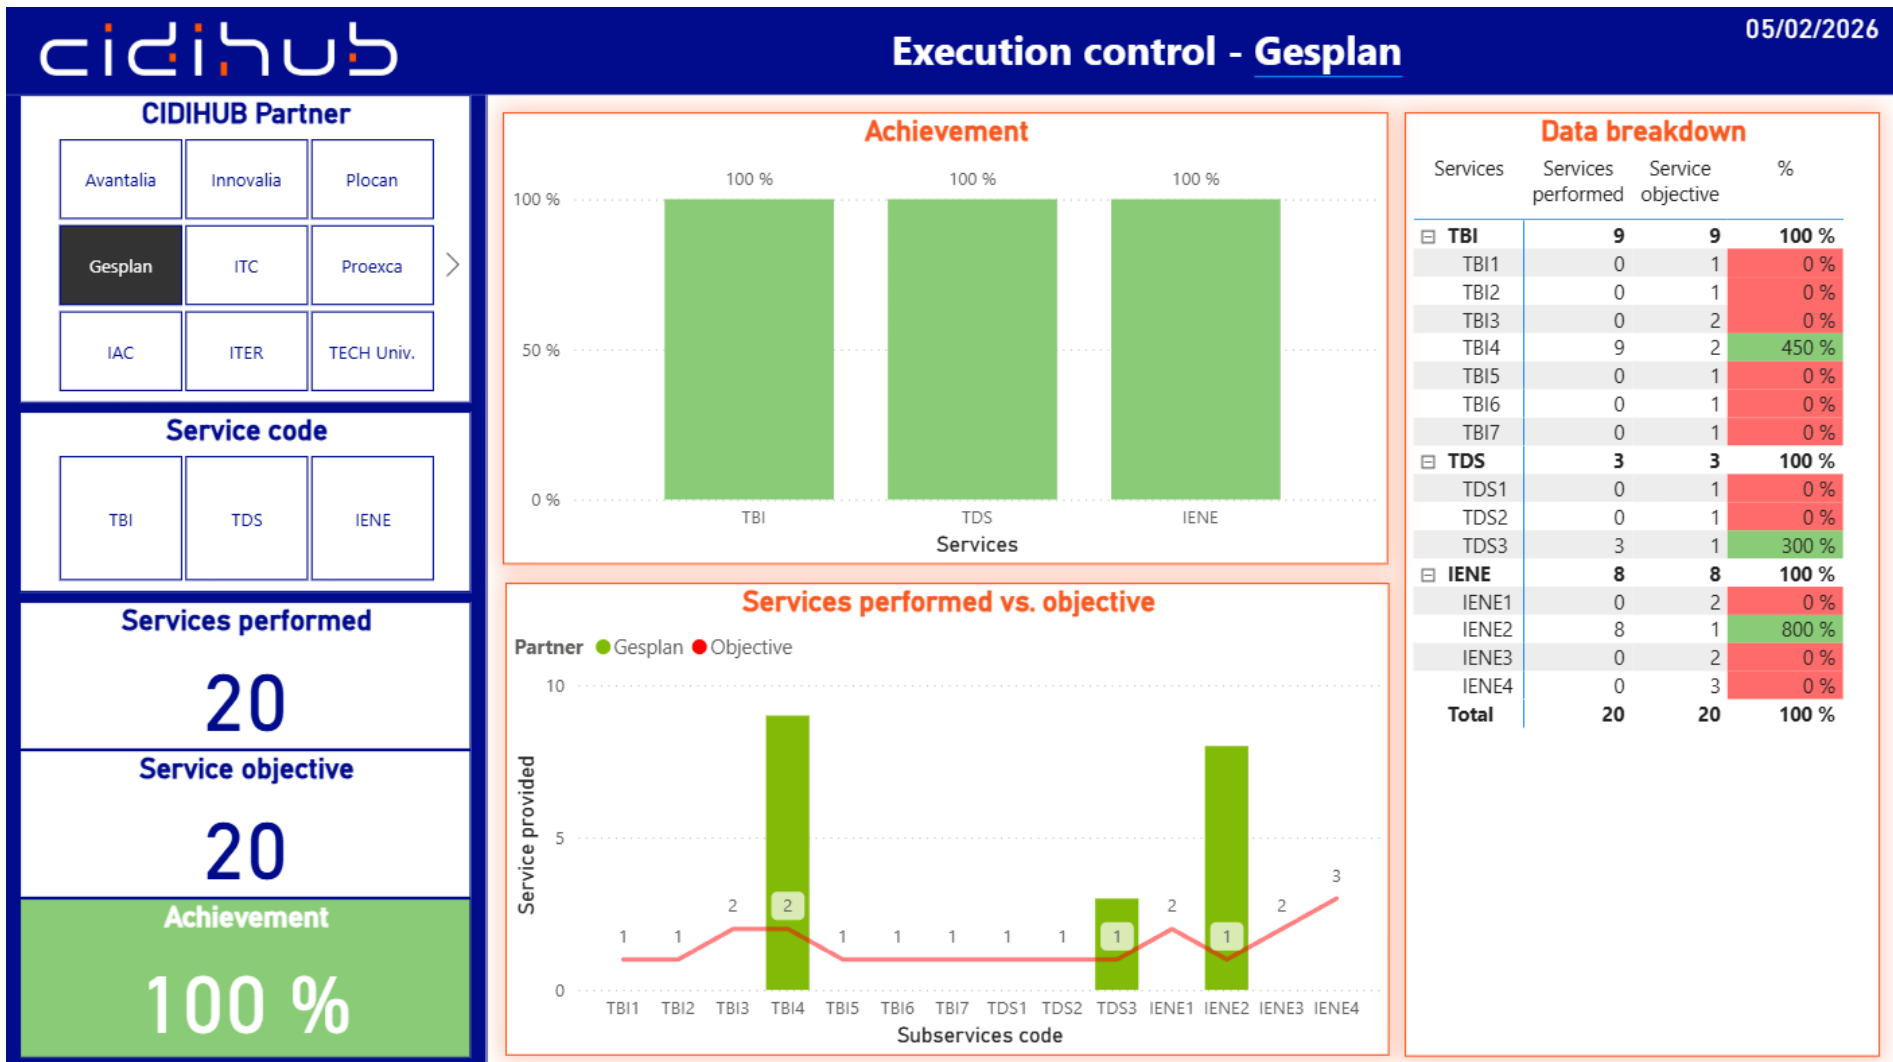 cidihub
Execution control - Gesplan
05/02/2026
CIDIHUB Partner
Avantalia
Innovalia
Plocan
Gesplan
ITC
Proexca
IAC
ITER
TECH Univ.
Service code
TBI
TDS
IENE
Services performed
20
Service objective
20
Achievement
100 %
Achievement
100 %
50 %
0 %
100 %
100 %
100 %
TBI
TDS
IENE
Services
Services performed vs. objective
Partner Gesplan Objective
Service provided
10
5
0
1 1 2 2 1 1 1 1 1 1 2 1 2 3
TBI1 TBI2 TBI3 TBI4 TBI5 TBI6 TBI7 TDS1 TDS2 TDS3 IENE1 IENE2 IENE3 IENE4
Subservices code
Data breakdown
Services Services performed Service objective %
TBI 9 9 100 %
TBI1 0 1 0 %
TBI2 0 1 0 %
TBI3 0 2 0 %
TBI4 9 2 450 %
TBI5 0 1 0 %
TBI6 0 1 0 %
TBI7 0 1 0 %
TDS 3 3 100 %
TDS1 0 1 0 %
TDS2 0 1 0 %
TDS3 3 1 300 %
IENE 8 8 100 %
IENE1 0 2 0 %
IENE2 8 1 800 %
IENE3 0 2 0 %
IENE4 0 3 0 %
Total 20 20 100 %